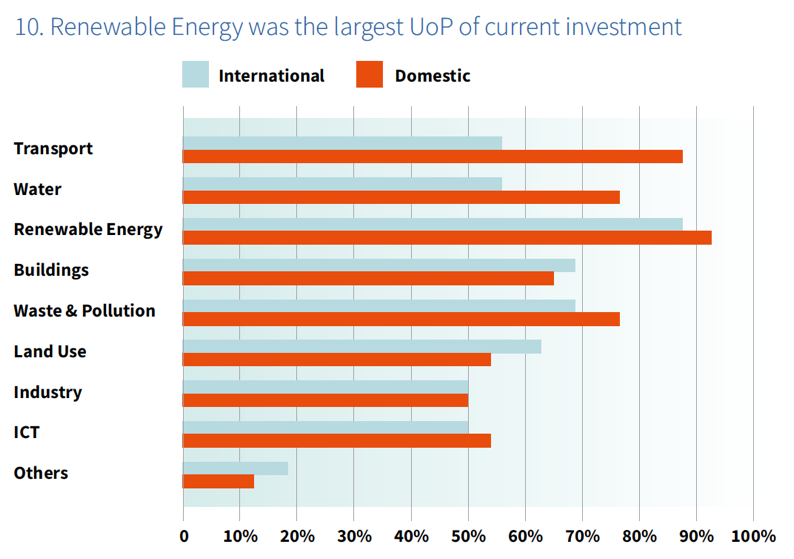 10. Renewable Energy was the largest UoP of current investment
International Domestic
Transport
Water
Renewable Energy
Buildings
Waste & Pollution
Land Use
Industry
ICT
Others
0 10% 20% 30% 40% 50% 60% 70% 80% 90% 100%